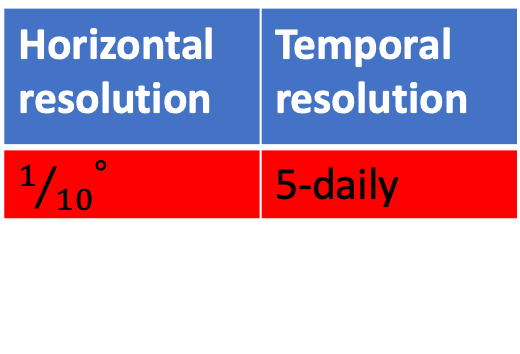 Horizontal resolution
Temporal resolution
1/10°
5-daily